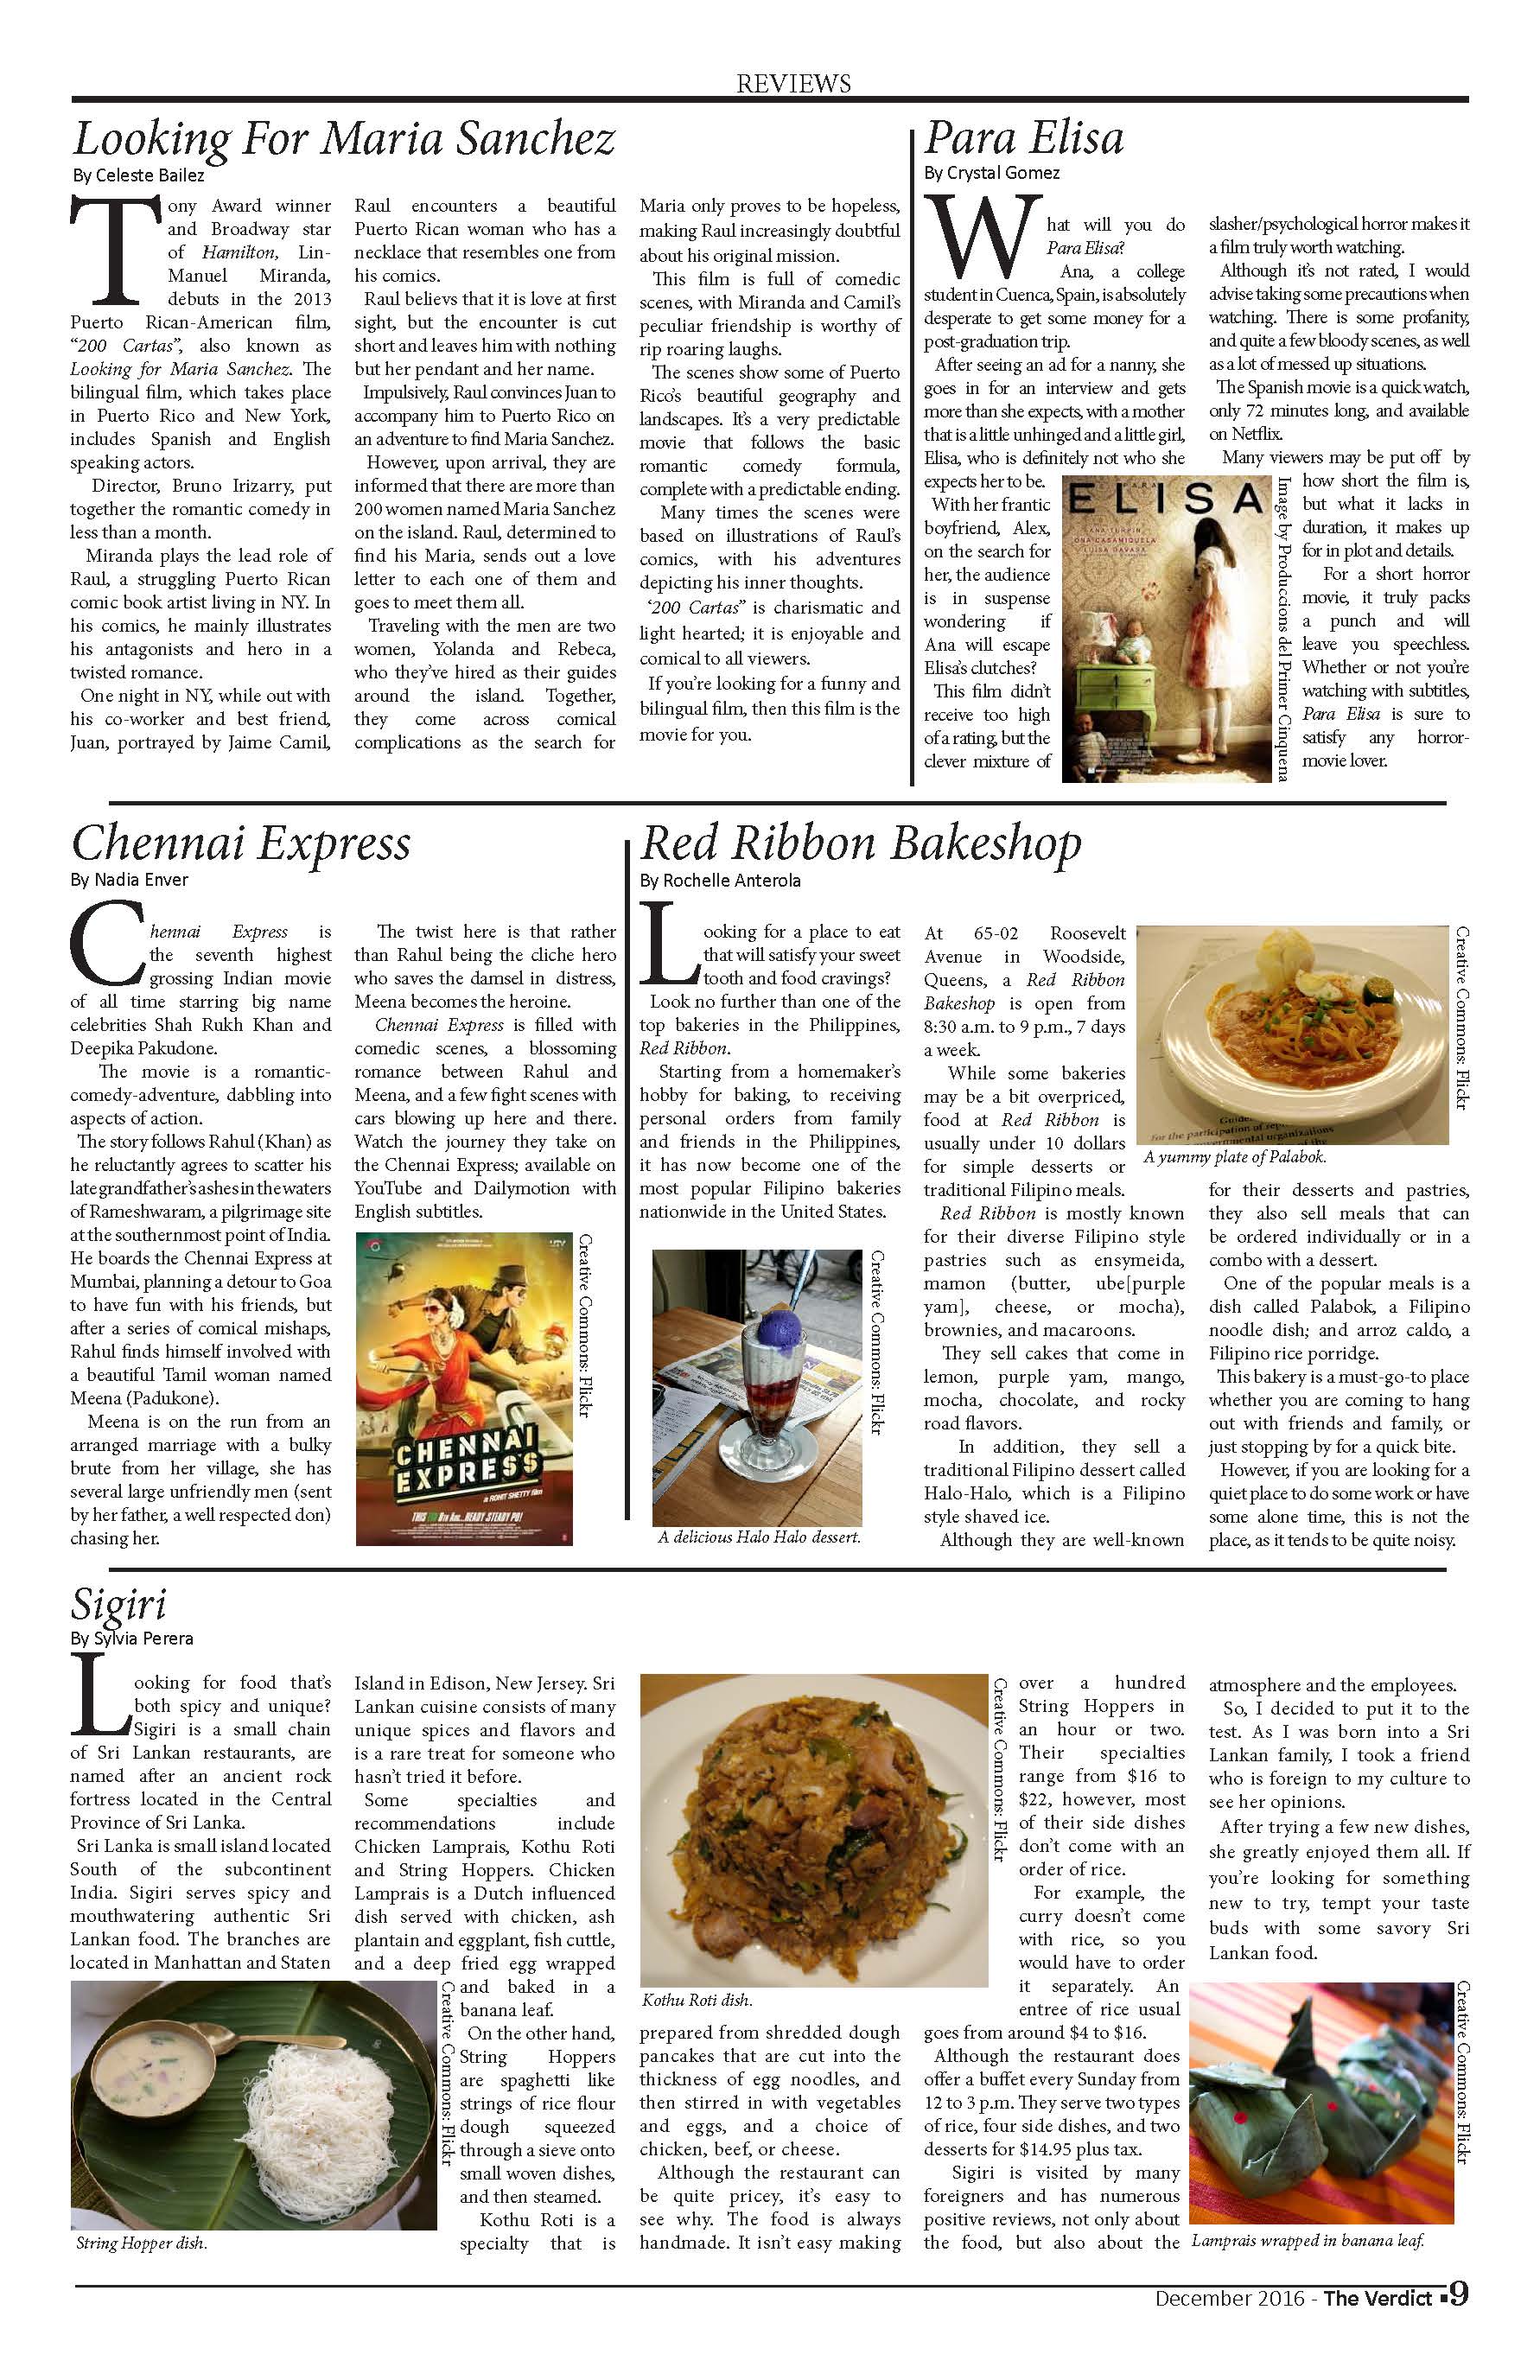 REVIEWS
Looking For Maria Sanchez
By Celeste Bailez
Tony Award winner
and Broadway star
of Hamilton, Lin-
Manuel Miranda,
debuts in the 2013
Puerto Rican-American film,
“200 Cartas”, also known as
Looking for Maria Sanchez. The
bilingual film, which takes place
in Puerto Rico and New York,
includes Spanish and English
speaking actors.
Director, Bruno Irizarry, put
together the romantic comedy in
less than a month.
Miranda plays the lead role of
Raul, a struggling Puerto Rican
comic book artist living in NY. In
his comics, he mainly illustrates
his antagonists and hero in a
twisted romance.
One night in NY, while out with
his co-worker and best friend,
Juan, portrayed by Jaime Camil,
Raul encounters a beautiful
Puerto Rican woman who has a
necklace that resembles one from
his comics.
Raul believes that it is love at first
sight, but the encounter is cut
short and leaves him with nothing
but her pendant and her name.
Impulsively, Raul convinces Juan to
accompany him to Puerto Rico on
an adventure to find Maria Sanchez.
However, upon arrival, they are
informed that there are more than
200 women named Maria Sanchez
on the island. Raul, determined to
find his Maria, sends out a love
letter to each one of them and
goes to meet them all.
Traveling with the men are two
women, Yolanda and Rebeca,
who they’ve hired as their guides
around the island. Together,
they come across comical
complications as the search for
Maria only proves to be hopeless,
making Raul increasingly doubtful
about his original mission.
This film is full of comedic
scenes, with Miranda and Camil’s
peculiar friendship is worthy of
rip roaring laughs.
The scenes show some of Puerto
Rico’s beautiful geography and
landscapes. It’s a very predictable
movie that follows the basic
romantic comedy formula,
complete with a predictable ending.
Many times the scenes were
based on illustrations of Raul’s
comics, with his adventures
depicting his inner thoughts.
‘200 Cartas” is charismatic and
light hearted; it is enjoyable and
comical to all viewers.
If you’re looking for a funny and
bilingual film, then this film is the
movie for you.
Para Elisa
By Crystal Gomez
What will you do
Para Elisa?
Ana, a college
student in Cuenca, Spain, is absolutely
desperate to get some money for a
post-graduation trip.
After seeing an ad for a nanny, she
goes in for an interview and gets
more than she expects, with a mother
that is a little unhinged and a little girl,
Elisa, who is definitely not who she
expects her to be.
With her frantic
boyfriend, Alex,
on the search for
her, the audience
is in suspense
wondering if
Ana will escape
Elisa’s clutches?
This film didn’t
receive too high
of a rating, but the
clever mixture of
PARA
ELISA
ANA TURPIN
ONA CASAMIQUELA
LUISA GAVASA
Image by Produccions del Primer Cinquena
slasher/psychological horror makes it
a film truly worth watching.
Although it’s not rated, I would
advise taking some precautions when
watching. There is some profanity,
and quite a few bloody scenes, as well
as a lot of messed up situations.
The Spanish movie is a quick watch,
only 72 minutes long, and available
on Netflix.
Many viewers may be put off by
how short the film is,
but what it lacks in
duration, it makes up
for in plot and details.
For a short horror
movie, it truly packs
a punch and will
leave you speechless.
Whether or not you’re
watching with subtitles,
Para Elisa is sure to
satisfy any horror-
movie lover.
Chennai Express
By Nadia Enver
Chennai Express is
the seventh highest
grossing Indian movie
of all time starring big name
celebrities Shah Rukh Khan and
Deepika Pakudone.
The movie is a romantic-
comedy-adventure, dabbling into
aspects of action.
The story follows Rahul (Khan) as
he reluctantly agrees to scatter his
late grandfather’s ashes in the waters
of Rameshwaram, a pilgrimage site
at the southernmost point of India.
He boards the Chennai Express at
Mumbai, planning a detour to Goa
to have fun with his friends, but
after a series of comical mishaps,
Rahul finds himself involved with
a beautiful Tamil woman named
Meena (Padukone).
Meena is on the run from an
arranged marriage with a bulky
brute from her village, she has
several large unfriendly men (sent
by her father, a well respected don)
chasing her.
The twist here is that rather
than Rahul being the cliche hero
who saves the damsel in distress,
Meena becomes the heroine.
Chennai Express is filled with
comedic scenes, a blossoming
romance between Rahul and
Meena, and a few fight scenes with
cars blowing up here and there.
Watch the journey they take on
the Chennai Express; available on
YouTube and Dailymotion with
English subtitles.
CHENNAI
EXPRESS
a ROHIT SHETTY film
THIS 8th AUG...READY STEADY PO!
Creative Commons: Flickr
Red Ribbon Bakeshop
By Rochelle Anterola
Looking for a place to eat
that will satisfy your sweet
tooth and food cravings?
Look no further than one of the
top bakeries in the Philippines,
Red Ribbon.
Starting from a homemaker’s
hobby for baking, to receiving
personal orders from family
and friends in the Philippines,
it has now become one of the
most popular Filipino bakeries
nationwide in the United States.
Creative Commons: Flickr
A delicious Halo Halo dessert.
At 65-02 Roosevelt
Avenue in Woodside,
Queens, a Red Ribbon
Bakeshop is open from
8:30 a.m. to 9 p.m., 7 days
a week.
While some bakeries
may be a bit overpriced,
food at Red Ribbon is
usually under 10 dollars
for simple desserts or
traditional Filipino meals.
Red Ribbon is mostly known
for their diverse Filipino style
pastries such as ensymeida,
mamon (butter, ube[purple
yam], cheese, or mocha),
brownies, and macaroons.
They sell cakes that come in
lemon, purple yam, mango,
mocha, chocolate, and rocky
road flavors.
In addition, they sell a
traditional Filipino dessert called
Halo-Halo, which is a Filipino
style shaved ice.
Although they are well-known
for the participation of
organizations
Creative Commons: Flickr
A yummy plate of Palabok.
for their desserts and pastries,
they also sell meals that can
be ordered individually or in a
combo with a dessert.
One of the popular meals is a
dish called Palabok, a Filipino
noodle dish; and arroz caldo, a
Filipino rice porridge.
This bakery is a must-go-to place
whether you are coming to hang
out with friends and family, or
just stopping by for a quick bite.
However, if you are looking for a
quiet place to do some work or have
some alone time, this is not the
place, as it tends to be quite noisy.
Sigiri
By Sylvia Perera
Looking for food that’s
both spicy and unique?
Sigiri is a small chain
of Sri Lankan restaurants, are
named after an ancient rock
fortress located in the Central
Province of Sri Lanka.
Sri Lanka is small island located
South of the subcontinent
India. Sigiri serves spicy and
mouthwatering authentic Sri
Lankan food. The branches are
located in Manhattan and Staten
Creative Commons: Flickr
String Hopper dish.
Island in Edison, New Jersey. Sri
Lankan cuisine consists of many
unique spices and flavors and
is a rare treat for someone who
hasn’t tried it before.
Some specialties and
recommendations include
Chicken Lamprais, Kothu Roti
and String Hoppers. Chicken
Lamprais is a Dutch influenced
dish served with chicken, ash
plantain and eggplant, fish cuttle,
and a deep fried egg wrapped
and baked in a
banana leaf.
On the other hand,
String Hoppers
are spaghetti like
strings of rice flour
dough squeezed
through a sieve onto
small woven dishes,
and then steamed.
Kothu Roti is a
specialty that is
Creative Commons: Flickr
Kothu Roti dish.
prepared from shredded dough
pancakes that are cut into the
thickness of egg noodles, and
then stirred in with vegetables
and eggs, and a choice of
chicken, beef, or cheese.
Although the restaurant can
be quite pricey, it’s easy to
see why. The food is always
handmade. It isn’t easy making
over a hundred
String Hoppers in
an hour or two.
Their specialties
range from $16 to
$22, however, most
of their side dishes
don’t come with an
order of rice.
For example, the
curry doesn’t come
with rice, so you
would have to order
it separately. An
entree of rice usual
goes from around $4 to $16.
Although the restaurant does
offer a buffet every Sunday from
12 to 3 p.m. They serve two types
of rice, four side dishes, and two
desserts for $14.95 plus tax.
Sigiri is visited by many
foreigners and has numerous
positive reviews, not only about
the food, but also about the
atmosphere and the employees.
So, I decided to put it to the
test. As I was born into a Sri
Lankan family, I took a friend
who is foreign to my culture to
see her opinions.
After trying a few new dishes,
she greatly enjoyed them all. If
you’re looking for something
new to try, tempt your taste
buds with some savory Sri
Lankan food.
Creative Commons: Flickr
Lamprais wrapped in banana leaf.
December 2016 - The Verdict ▪9